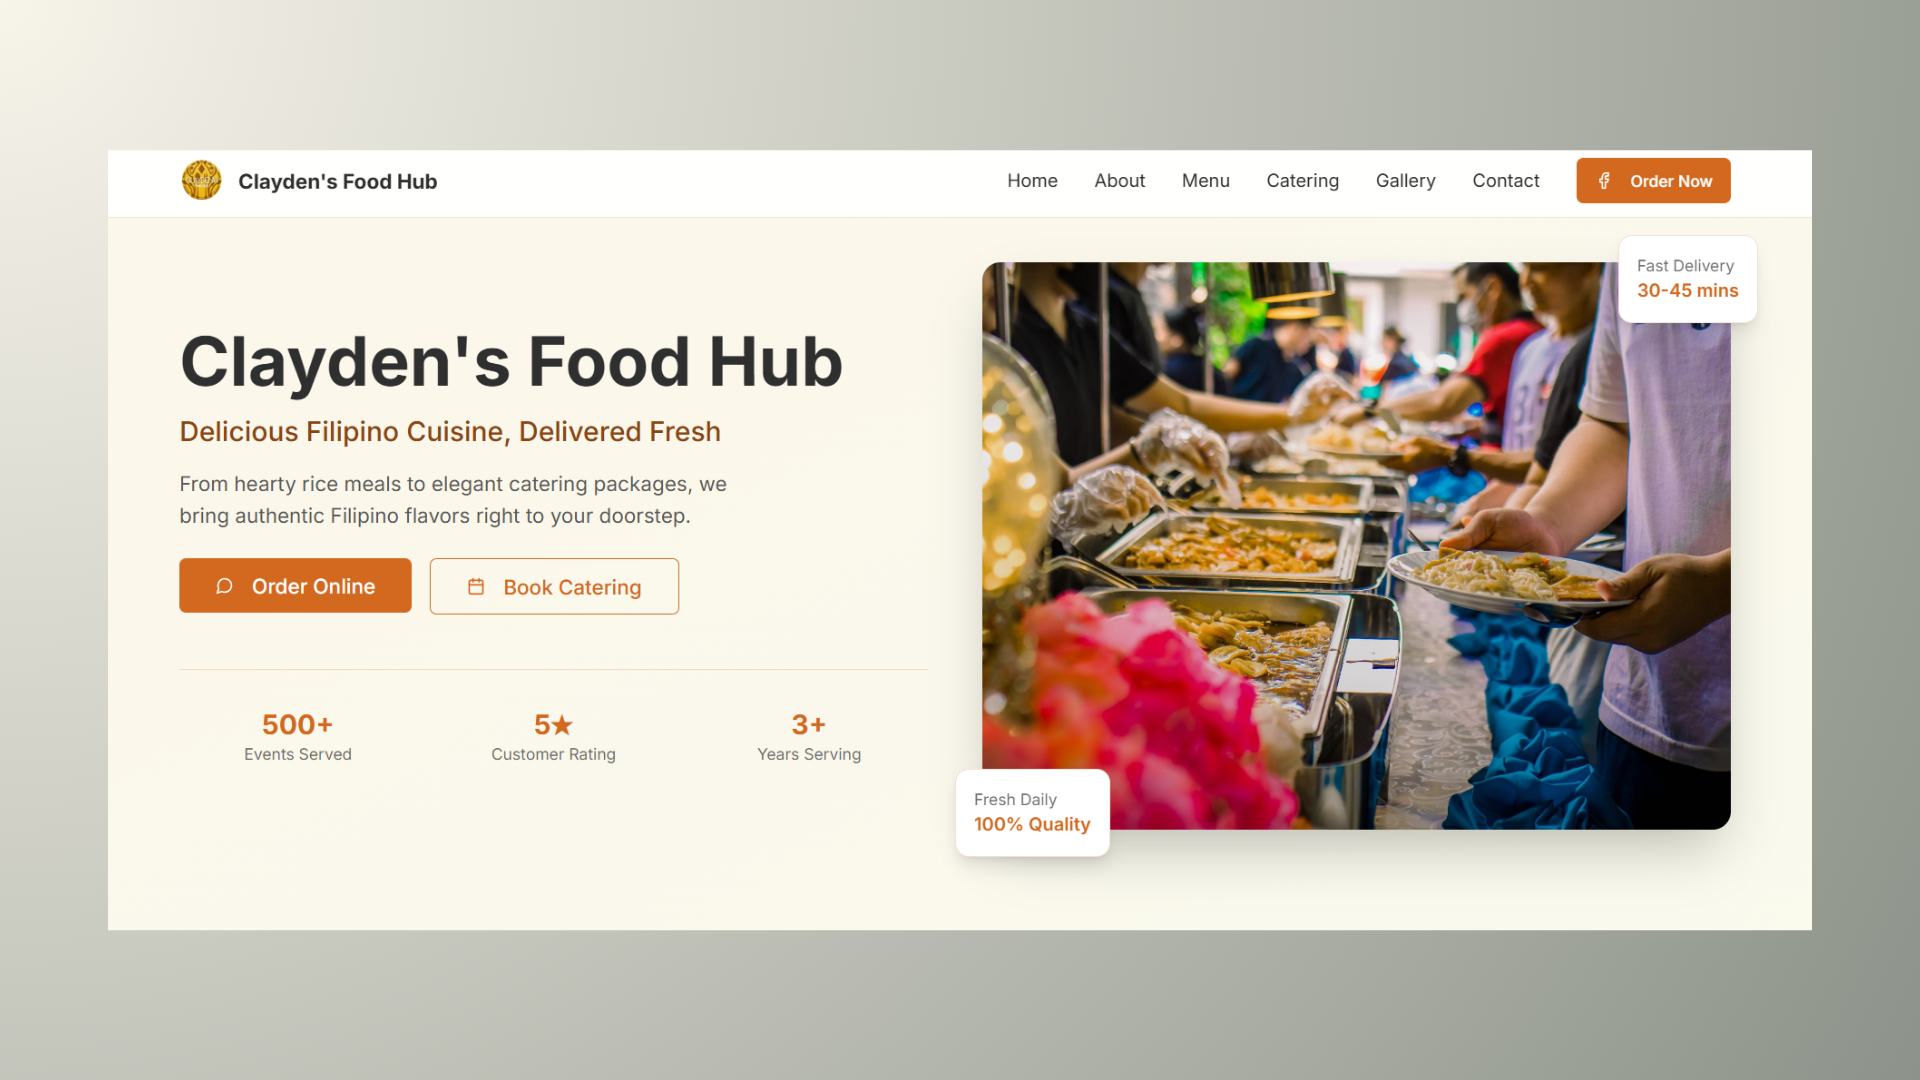 Clayden's Food Hub
Home
About
Menu
Catering
Gallery
Contact
Order Now
Fast Delivery
30-45 mins
Clayden's Food Hub
Delicious Filipino Cuisine, Delivered Fresh
From hearty rice meals to elegant catering packages, we
bring authentic Filipino flavors right to your doorstep.
Order Online
Book Catering
500+
Events Served
5★
Customer Rating
3+
Years Serving
Fresh Daily
100% Quality